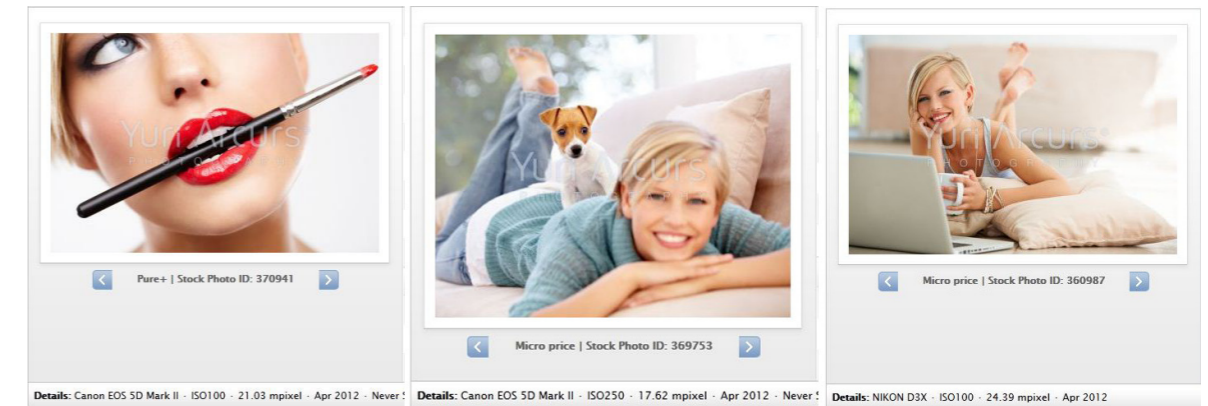 Yuri Arcurs
PHOTOGRAPHY
Pure+ | Stock Photo ID: 370941
Details: Canon EOS 5D Mark II · ISO100 · 21.03 mpixel · Apr 2012 · Never
Yuri Arcurs
Micro price | Stock Photo ID: 369753
Details: Canon EOS 5D Mark II · ISO250 · 17.62 mpixel · Apr 2012 · Never
Yuri Arcurs
PHOTOGRAPHY
Micro price | Stock Photo ID: 360987
Details: NIKON D3X · ISO100 · 24.39 mpixel · Apr 2012